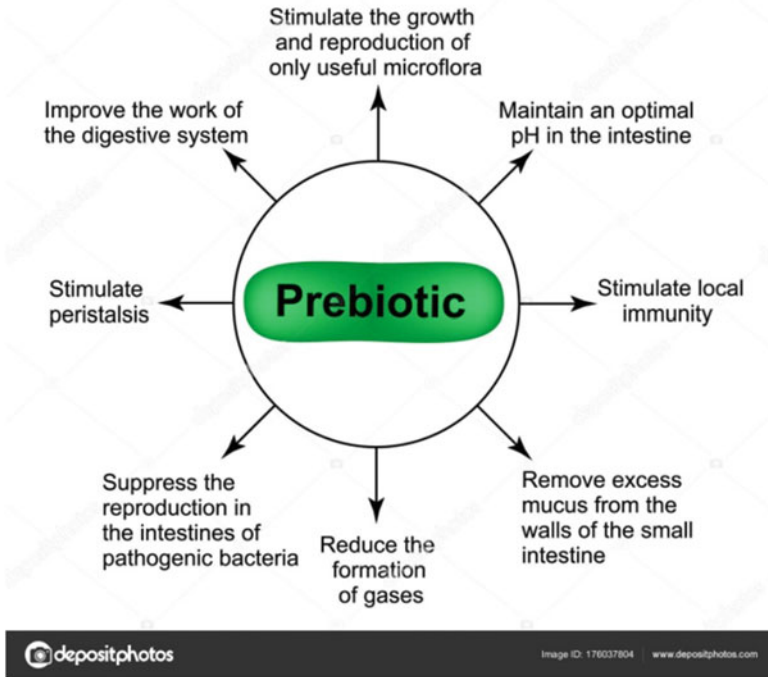 Stimulate the growth
and reproduction of
only useful microflora
Improve the work of
the digestive system
Maintain an optimal
pH in the intestine
Stimulate
peristalsis
Prebiotic
Stimulate local
immunity
Suppress the
reproduction in
the intestines of
pathogenic bacteria
Reduce the
formation
of gases
Remove excess
mucus from the
walls of the small
intestine
depositphotos
Image ID: 176037804
www.depositphotos.com